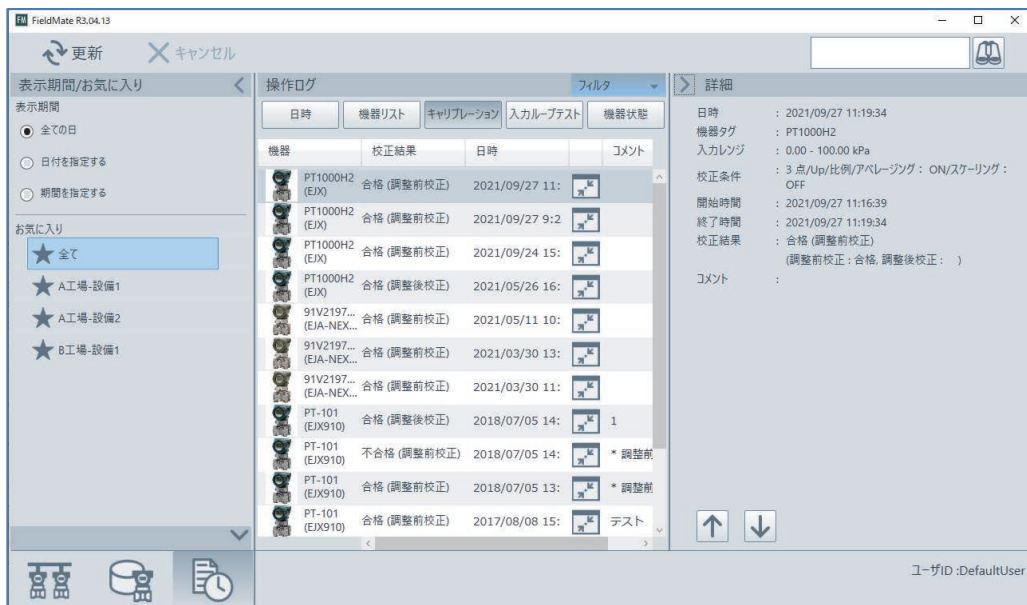 FieldMate R3.04.13
更新
キャンセル
表示期間/お気に入り
表示期間
全ての日
日付を指定する
期間を指定する
お気に入り
全て
A工場-設備1
A工場-設備2
B工場-設備1
操作ログ
フィルタ
日時 機器リスト キャリブレーション 入力ループテスト 機器状態
機器 校正結果 日時 コメント
PT1000H2 (EJX) 合格 (調整前校正) 2021/09/27 11:
PT1000H2 (EJX) 合格 (調整前校正) 2021/09/27 9:2
PT1000H2 (EJX) 合格 (調整前校正) 2021/09/24 15:
PT1000H2 (EJX) 合格 (調整後校正) 2021/05/26 16:
91V2197... (EJA-NEX... 合格 (調整前校正) 2021/05/11 10:
91V2197... (EJA-NEX... 合格 (調整前校正) 2021/03/30 13:
91V2197... (EJA-NEX... 合格 (調整前校正) 2021/03/30 11:
PT-101 (EJX910) 合格 (調整後校正) 2018/07/05 14: 1
PT-101 (EJX910) 不合格 (調整前校正) 2018/07/05 14: * 調整前
PT-101 (EJX910) 合格 (調整前校正) 2018/07/05 13: * 調整前
PT-101 (EJX910) 合格 (調整前校正) 2017/08/08 15: テスト
詳細
日時 : 2021/09/27 11:19:34
機器タグ : PT1000H2
入力レンジ : 0.00 - 100.00 kPa
校正条件 : 3 点/Up/比例/アベレージング : ON/スケーリング :
OFF
開始時間 : 2021/09/27 11:16:39
終了時間 : 2021/09/27 11:19:34
校正結果 : 合格 (調整前校正)
(調整前校正 : 合格, 調整後校正 : )
コメント :
ユーザID :DefaultUser